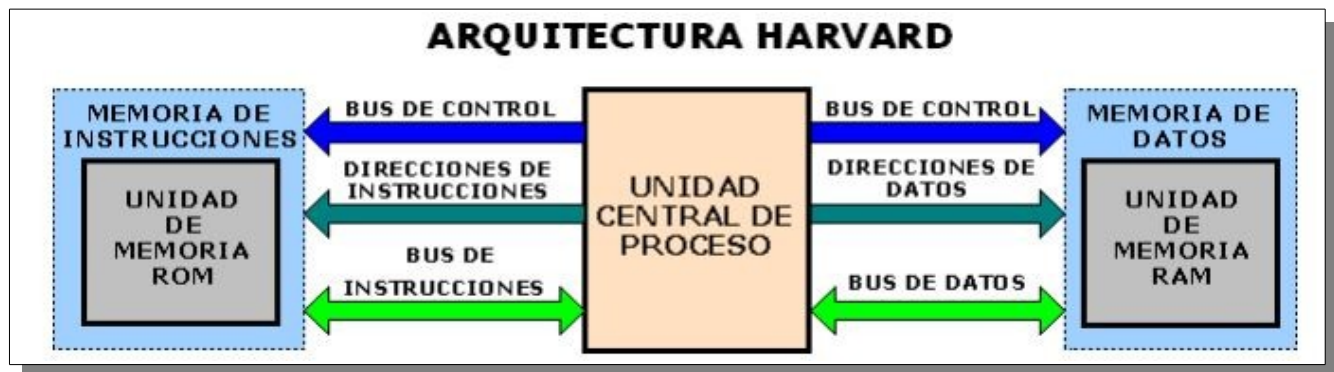 ARQUITECTURA HARVARD
MEMORIA DE
INSTRUCCIONES
UNIDAD
DE
MEMORIA
ROM
BUS DE CONTROL
DIRECCIONES DE
INSTRUCCIONES
BUS DE
INSTRUCCIONES
UNIDAD
CENTRAL DE
PROCESO
BUS DE CONTROL
DIRECCIONES DE
DATOS
BUS DE DATOS
MEMORIA DE
DATOS
UNIDAD
DE
MEMORIA
RAM